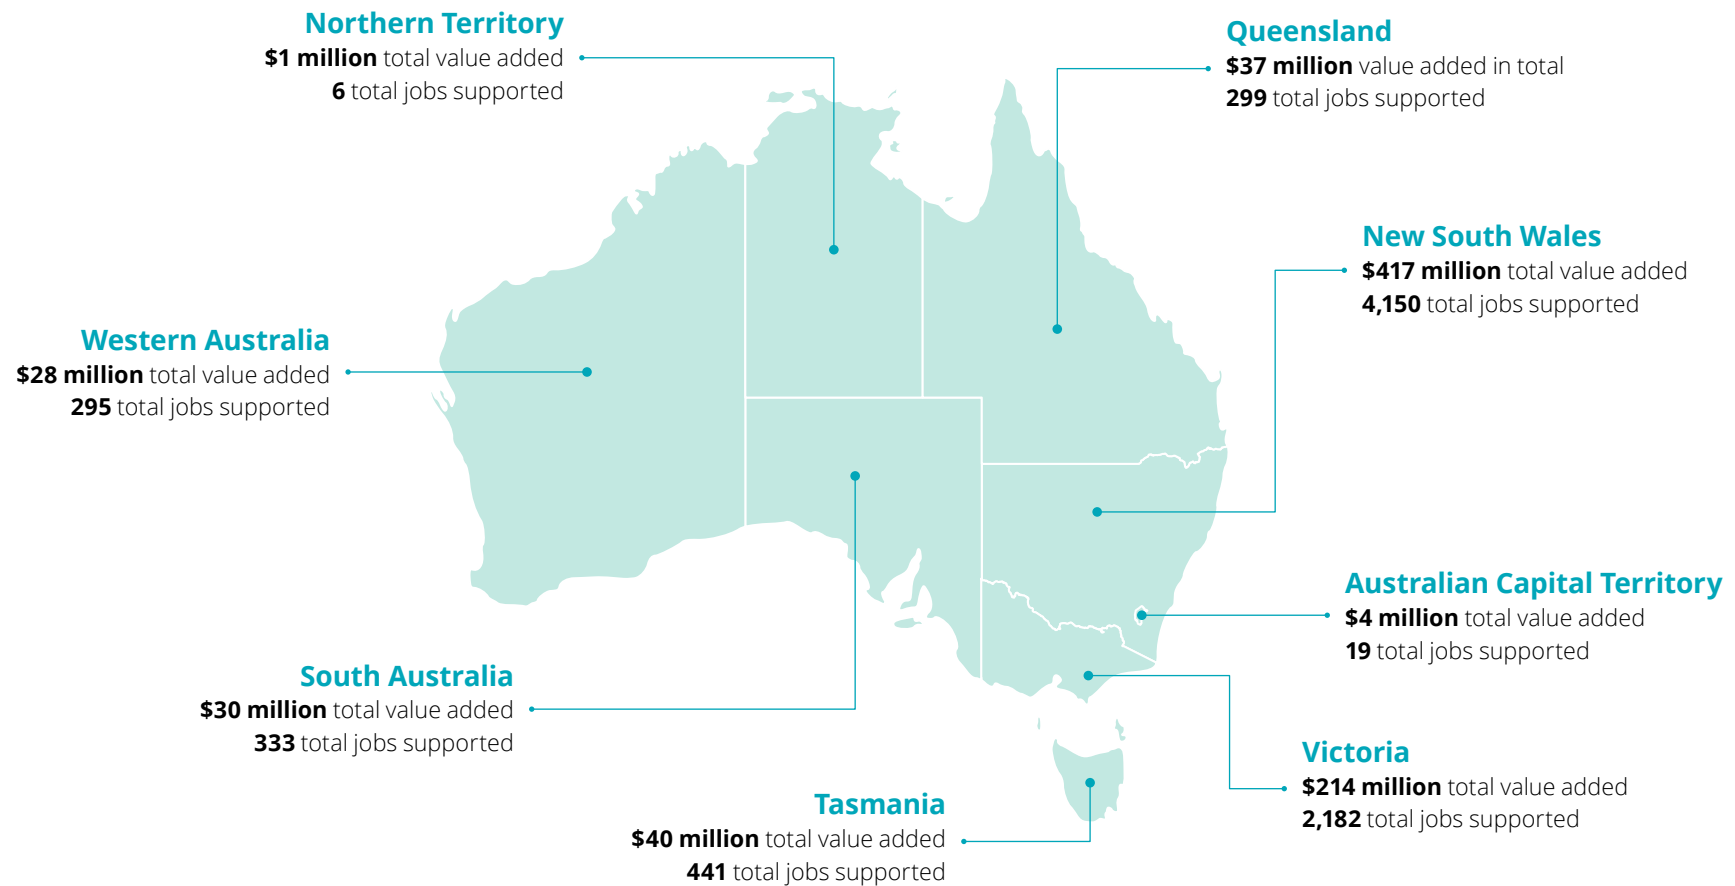 Northern Territory
$1 million total value added
6 total jobs supported
Queensland
$37 million value added in total
299 total jobs supported
New South Wales
$417 million total value added
4,150 total jobs supported
Western Australia
$28 million total value added
295 total jobs supported
Australian Capital Territory
$4 million total value added
19 total jobs supported
South Australia
$30 million total value added
333 total jobs supported
Victoria
$214 million total value added
2,182 total jobs supported
Tasmania
$40 million total value added
441 total jobs supported